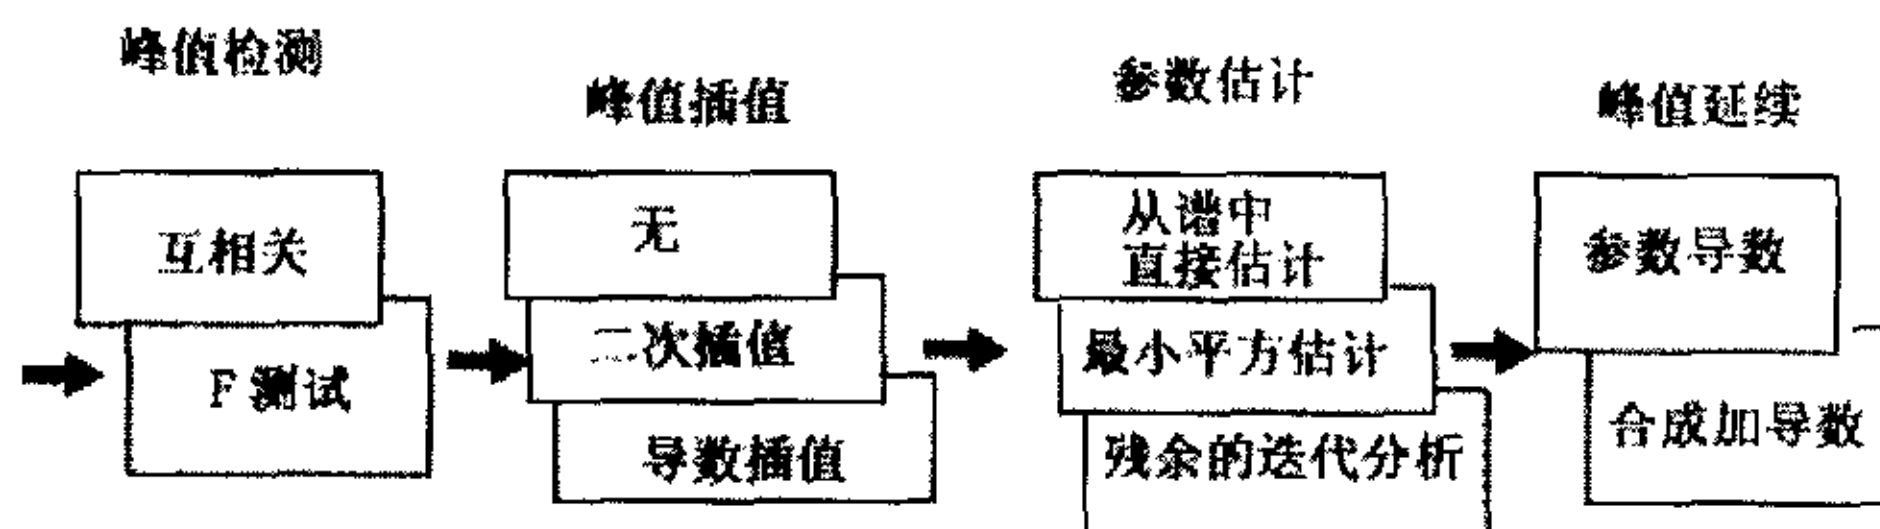 峰值检测
互相关
F 测试
峰值插值
无
二次插值
导数插值
参数估计
从谱中
直接估计
最小平方估计
残余的迭代分析
峰值延续
参数导数
合成加导数